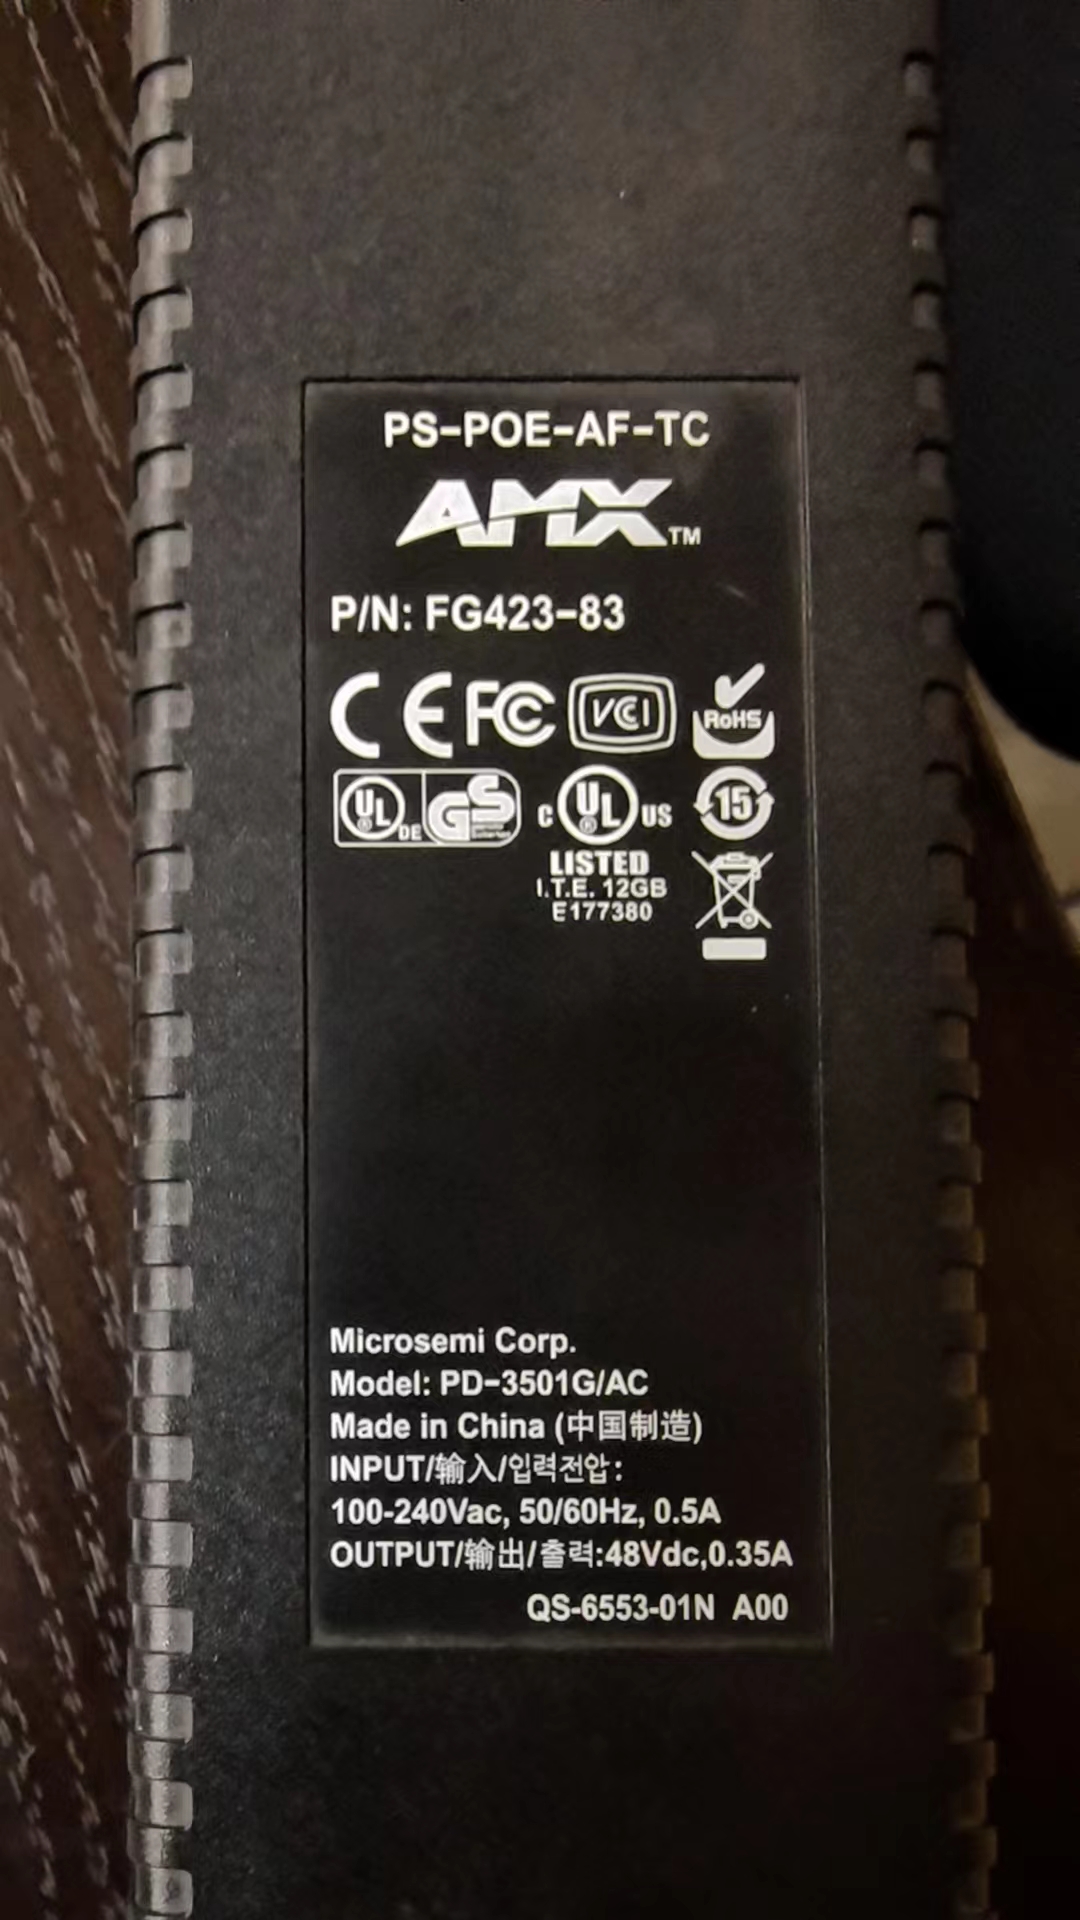 PS-POE-AF-TC
AMX™
P/N: FG423-83
CE FC VCI RoHS
UL DE GS c UL US 15
LISTED
I.T.E. 12GB
E177380
Microsemi Corp.
Model: PD-3501G/AC
Made in China (中国制造)
INPUT/输入/입력전압:
100-240Vac, 50/60Hz, 0.5A
OUTPUT/输出/출력:48Vdc,0.35A
QS-6553-01N A00